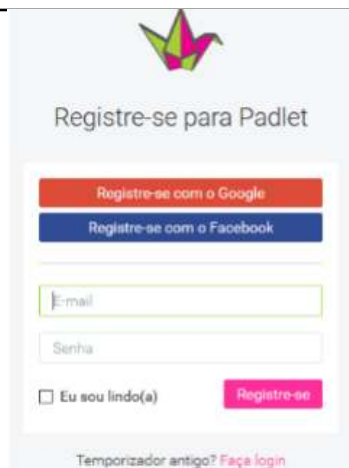 Registre-se para Padlet
Registre-se com o Google
Registre-se com o Facebook
E-mail
Senha
Eu sou lindo(a) Registre-se
Temporizador antigo? Faça login